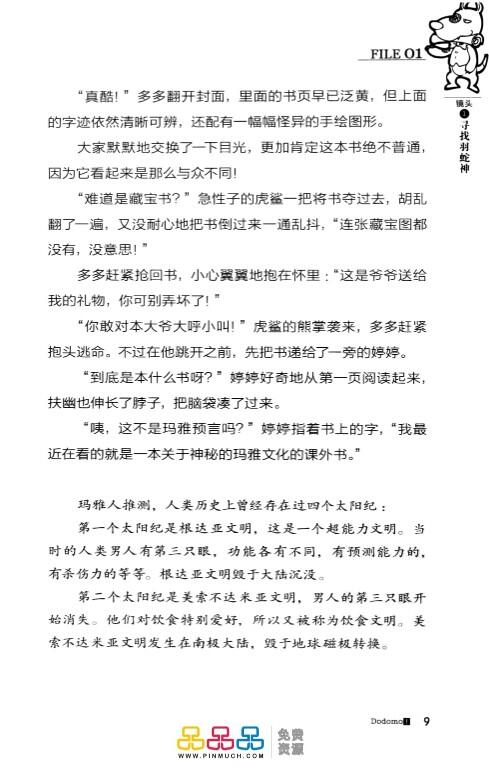 FILE 01
镜头
1
寻找羽蛇神
“真酷！”多多翻开封面，里面的书页早已泛黄，但上面
的字迹依然清晰可辨，还配有一幅幅怪异的手绘图形。
大家默默地交换了一下目光，更加肯定这本书绝不普通，
因为它看起来是那么与众不同！
“难道是藏宝书？”急性子的虎鲨一把将书夺过去，胡乱
翻了一遍，又没耐心地把书倒过来一通乱抖，“连张藏宝图都
没有，没意思！”
多多赶紧抢回书，小心翼翼地抱在怀里：“这是爷爷送给
我的礼物，你可别弄坏了！”
“你敢对本大爷大呼小叫！”虎鲨的熊掌袭来，多多赶紧
抱头逃命。不过在他跳开之前，先把书递给了一旁的婷婷。
“到底是本什么书呀？”婷婷好奇地从第一页阅读起来，
扶幽也伸长了脖子，把脑袋凑了过来。
“咦，这不是玛雅预言吗？”婷婷指着书上的字，“我最
近在看的就是一本关于神秘的玛雅文化的课外书。”
玛雅人推测，人类历史上曾经存在过四个太阳纪：
第一个太阳纪是根达亚文明，这是一个超能力文明。当
时的人类男人有第三只眼，功能各有不同，有预测能力的，
有杀伤力的等等。根达亚文明毁于大陆沉没。
第二个太阳纪是美索不达米亚文明，男人的第三只眼开
始消失。他们对饮食特别爱好，所以又被称为饮食文明。美
索不达米亚文明发生在南极大陆，毁于地球磁极转换。
Dodomo1 9
品品品 免费
资源
WWW.PINMUCH.COM